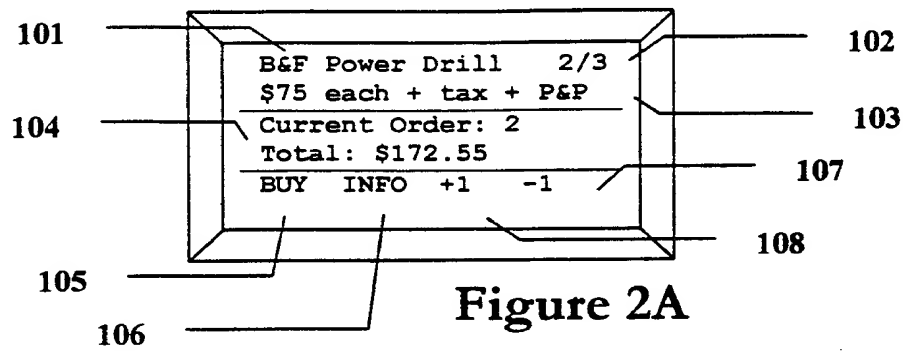 101
102
B&F Power Drill 2/3
$75 each + tax + P&P
103
104
Current Order: 2
Total: $172.55
107
BUY INFO +1 -1
108
105
Figure 2A
106